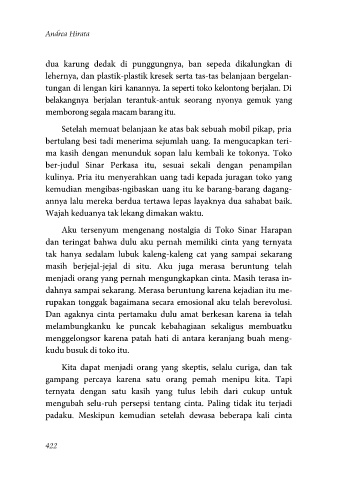 Andrea Hirata
dua karung dedak di punggungnya, ban sepeda dikalungkan di
lehernya, dan plastik-plastik kresek serta tas-tas belanjaan bergelan-
tungan di lengan kiri kanannya. Ia seperti toko kelontong berjalan. Di
belakangnya berjalan terantuk-antuk seorang nyonya gemuk yang
memborong segala macam barang itu.
Setelah memuat belanjaan ke atas bak sebuah mobil pikap, pria
bertulang besi tadi menerima sejumlah uang. Ia mengucapkan teri-
ma kasih dengan menunduk sopan lalu kembali ke tokonya. Toko
ber-judul Sinar Perkasa itu, sesuai sekali dengan penampilan
kulinya. Pria itu menyerahkan uang tadi kepada juragan toko yang
kemudian mengibas-ngibaskan uang itu ke barang-barang dagang-
annya lalu mereka berdua tertawa lepas layaknya dua sahabat baik.
Wajah keduanya tak lekang dimakan waktu.
Aku tersenyum mengenang nostalgia di Toko Sinar Harapan
dan teringat bahwa dulu aku pernah memiliki cinta yang ternyata
tak hanya sedalam lubuk kaleng-kaleng cat yang sampai sekarang
masih berjejal-jejal di situ. Aku juga merasa beruntung telah
menjadi orang yang pernah mengungkapkan cinta. Masih terasa in-
dahnya sampai sekarang. Merasa beruntung karena kejadian itu me-
rupakan tonggak bagaimana secara emosional aku telah berevolusi.
Dan agaknya cinta pertamaku dulu amat berkesan karena ia telah
melambungkanku ke puncak kebahagiaan sekaligus membuatku
menggelongsor karena patah hati di antara keranjang buah meng-
kudu busuk di toko itu.
Kita dapat menjadi orang yang skeptis, selalu curiga, dan tak
gampang percaya karena satu orang pemah menipu kita. Tapi
ternyata dengan satu kasih yang tulus lebih dari cukup untuk
mengubah selu-ruh persepsi tentang cinta. Paling tidak itu terjadi
padaku. Meskipun kemudian setelah dewasa beberapa kali cinta
422